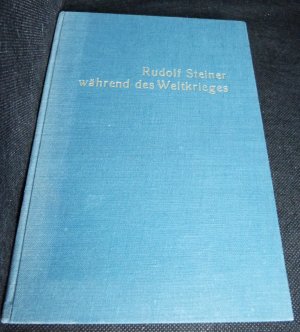 Rudolf Steiner
während des Weltkrieges